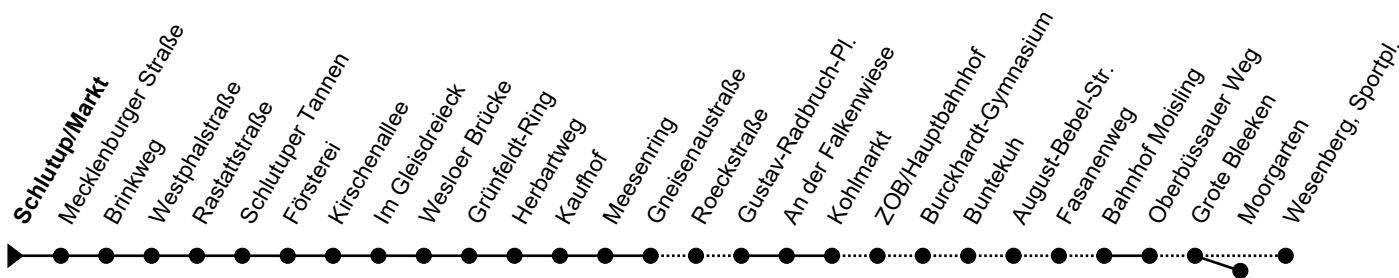 Schlutup/Markt
Mecklenburger Straße
Brinkweg
Westphalstraße
Rastattstraße
Schlutuper Tannen
Försterei
Kirschenallee
Im Gleisdreieck
Wesloer Brücke
Grünfeldt-Ring
Herbartweg
Kaufhof
Meesenring
Gneisenaustraße
Roeckstraße
Gustav-Radbruch-Pl.
An der Falkenwiese
Kohlmarkt
ZOB/Hauptbahnhof
Burckhardt-Gymnasium
Buntekuh
August-Bebel-Str.
Fasanenweg
Bahnhof Moisling
Oberbüssauer Weg
Grote Bleeken
Moorgarten
Wesenberg, Sportpl.